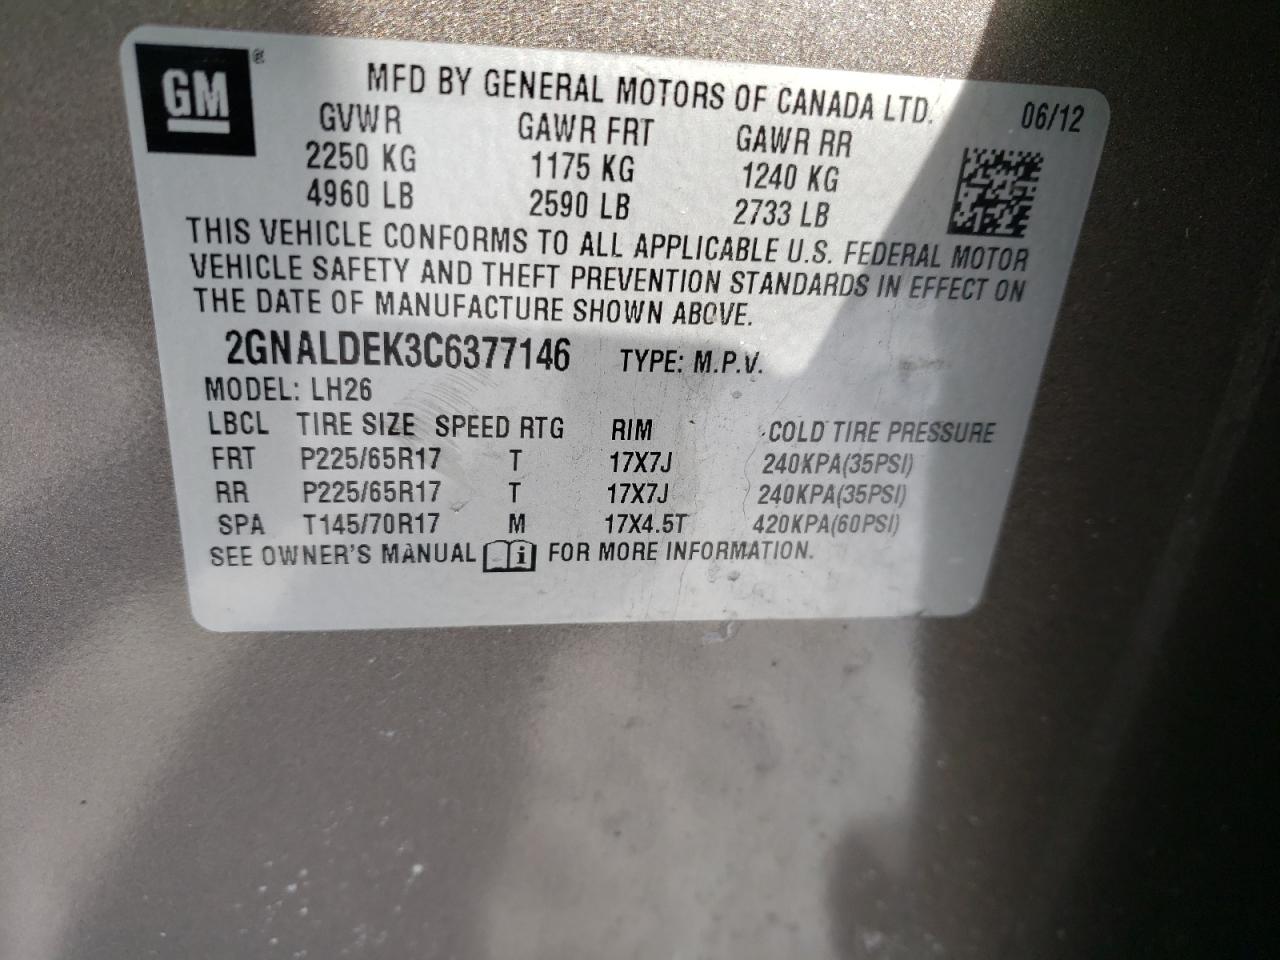 GM ®
MFD BY GENERAL MOTORS OF CANADA LTD. 06/12
GVWR GAWR FRT GAWR RR
2250 KG 1175 KG 1240 KG
4960 LB 2590 LB 2733 LB
THIS VEHICLE CONFORMS TO ALL APPLICABLE U.S. FEDERAL MOTOR
VEHICLE SAFETY AND THEFT PREVENTION STANDARDS IN EFFECT ON
THE DATE OF MANUFACTURE SHOWN ABOVE.
2GNALDEK3C6377146 TYPE: M.P.V.
MODEL: LH26
LBCL TIRE SIZE SPEED RTG RIM COLD TIRE PRESSURE
FRT P225/65R17 T 17X7J 240KPA(35PSI)
RR P225/65R17 T 17X7J 240KPA(35PSI)
SPA T145/70R17 M 17X4.5T 420KPA(60PSI)
SEE OWNER'S MANUAL i FOR MORE INFORMATION.